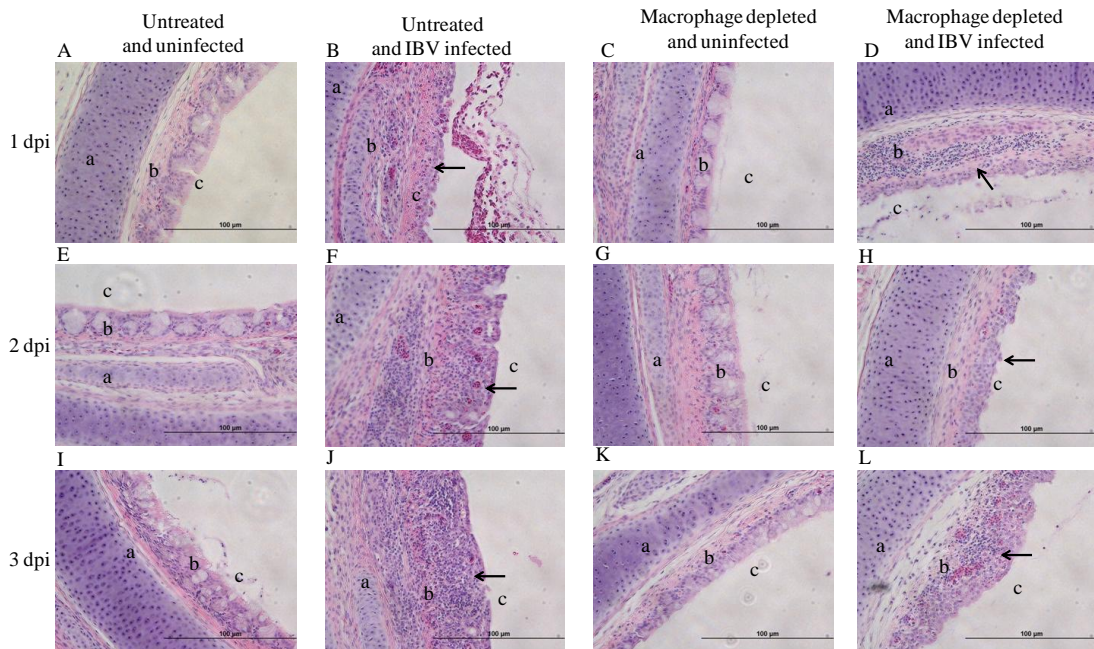 Untreated
and uninfected
Untreated
and IBV infected
Macrophage depleted
and uninfected
Macrophage depleted
and IBV infected
A
B
C
D
1 dpi
a
b
c
100 µm
a
b
c
100 µm
a
b
c
100 µm
a
b
c
100 µm
E
F
G
H
2 dpi
c
b
a
100 µm
a
b
c
100 µm
a
b
c
100 µm
a
b
c
100 µm
I
J
K
L
3 dpi
a
b
c
100 µm
a
b
c
100 µm
a
b
c
100 µm
a
b
c
100 µm